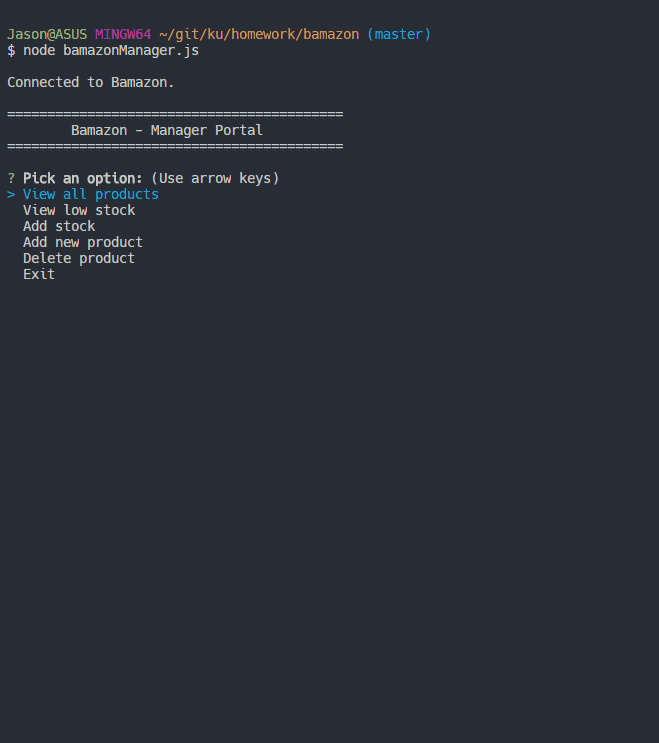 Jason@ASUS MINGW64 ~/git/ku/homework/bamazon (master)
$ node bamazonManager.js
Connected to Bamazon.
==========================================
Bamazon - Manager Portal
==========================================
? Pick an option: (Use arrow keys)
> View all products
View low stock
Add stock
Add new product
Delete product
Exit